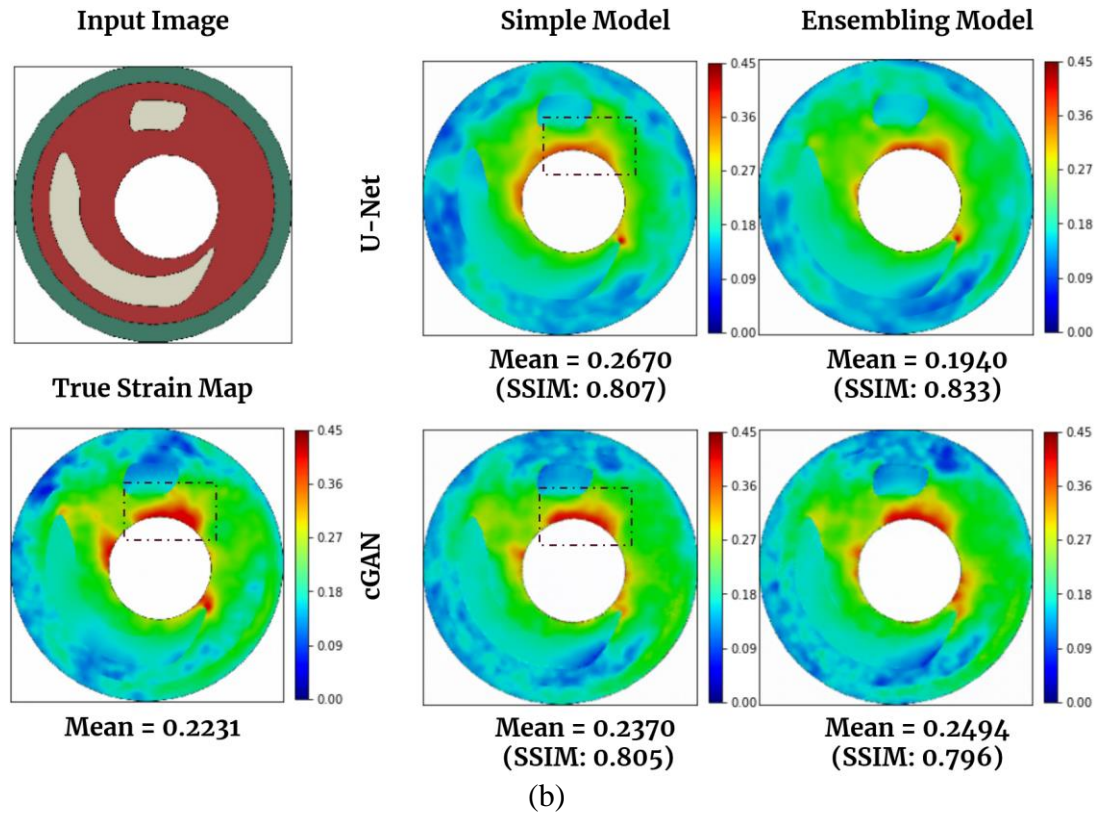 Input Image
Simple Model
Ensembling Model
U-Net
0.45
0.36
0.27
0.18
0.09
0.00
0.45
0.36
0.27
0.18
0.09
0.00
Mean = 0.2670
(SSIM: 0.807)
Mean = 0.1940
(SSIM: 0.833)
True Strain Map
0.45
0.36
0.27
0.18
0.09
0.00
Mean = 0.2231
cGAN
0.45
0.36
0.27
0.18
0.09
0.00
0.45
0.36
0.27
0.18
0.09
0.00
Mean = 0.2370
(SSIM: 0.805)
Mean = 0.2494
(SSIM: 0.796)
(b)